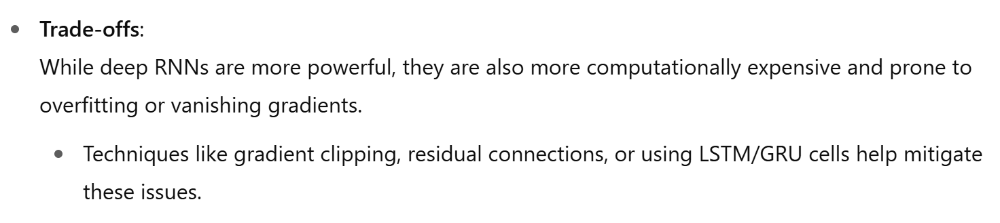 Trade-offs:
While deep RNNs are more powerful, they are also more computationally expensive and prone to
overfitting or vanishing gradients.
Techniques like gradient clipping, residual connections, or using LSTM/GRU cells help mitigate
these issues.